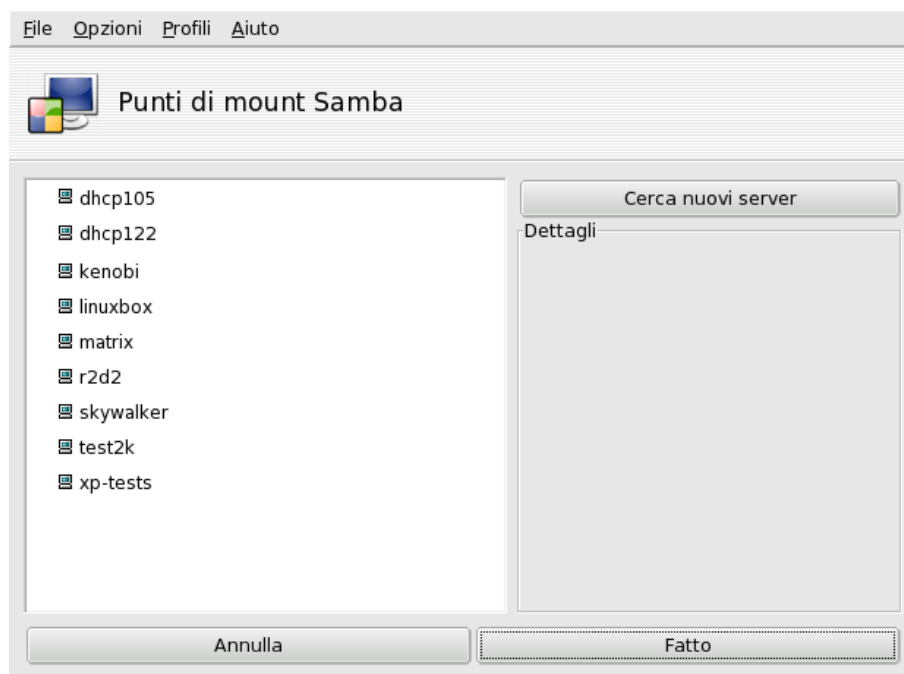 File Opzioni Profili Aiuto
Punti di mount Samba
dhcp105
dhcp122
kenobi
linuxbox
matrix
r2d2
skywalker
test2k
xp-tests
Cerca nuovi server
Dettagli
Annulla Fatto